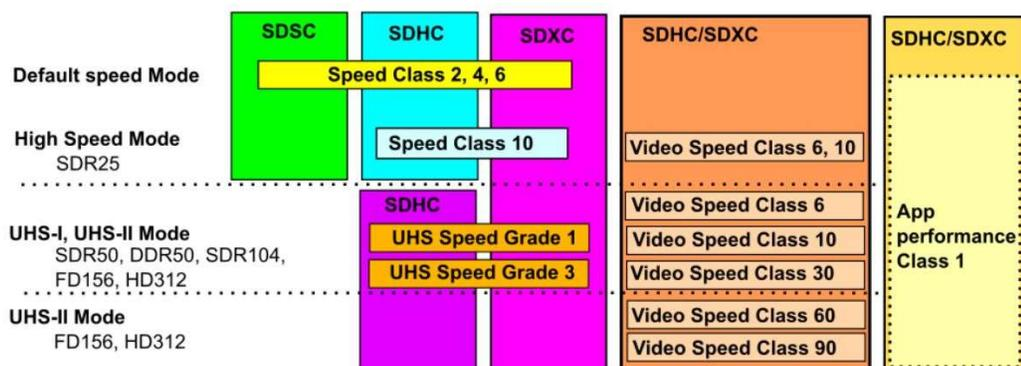 SDSC
SDHC
SDXC
SDHC/SDXC
SDHC/SDXC
Default speed Mode
Speed Class 2, 4, 6
High Speed Mode
SDR25
Speed Class 10
Video Speed Class 6, 10
SDHC
Video Speed Class 6
UHS-I, UHS-II Mode
SDR50, DDR50, SDR104,
FD156, HD312
UHS Speed Grade 1
Video Speed Class 10
UHS Speed Grade 3
Video Speed Class 30
App
performance
Class 1
UHS-II Mode
FD156, HD312
Video Speed Class 60
Video Speed Class 90